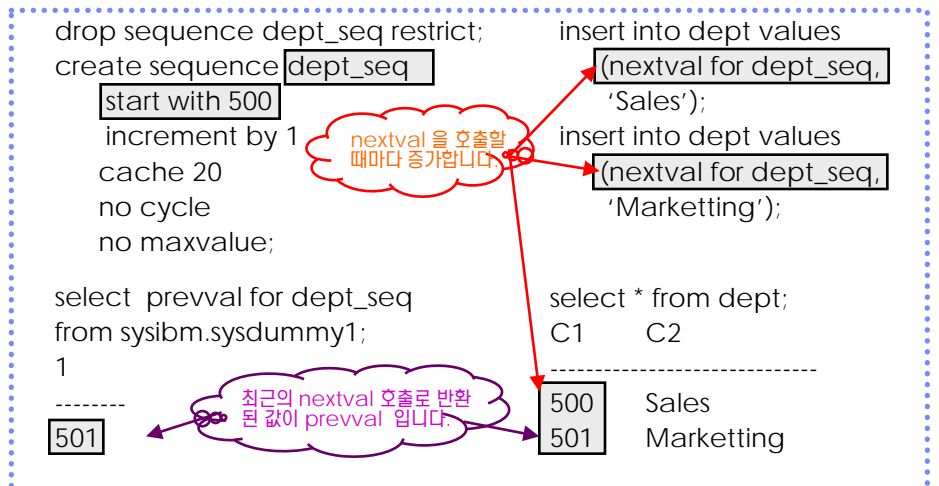 drop sequence dept_seq restrict;
create sequence dept_seq
start with 500
increment by 1
cache 20
no cycle
no maxvalue;
insert into dept values
(nextval for dept_seq,
‘Sales’);
insert into dept values
(nextval for dept_seq,
‘Marketting’);
nextval 을 호출할
때마다 증가합니다.
select prevval for dept_seq
from sysibm.sysdummy1;
1
--------
501
select * from dept;
C1 C2
------------------------------
500 Sales
501 Marketting
최근의 nextval 호출로 반환
된 값이 prevval 입니다.